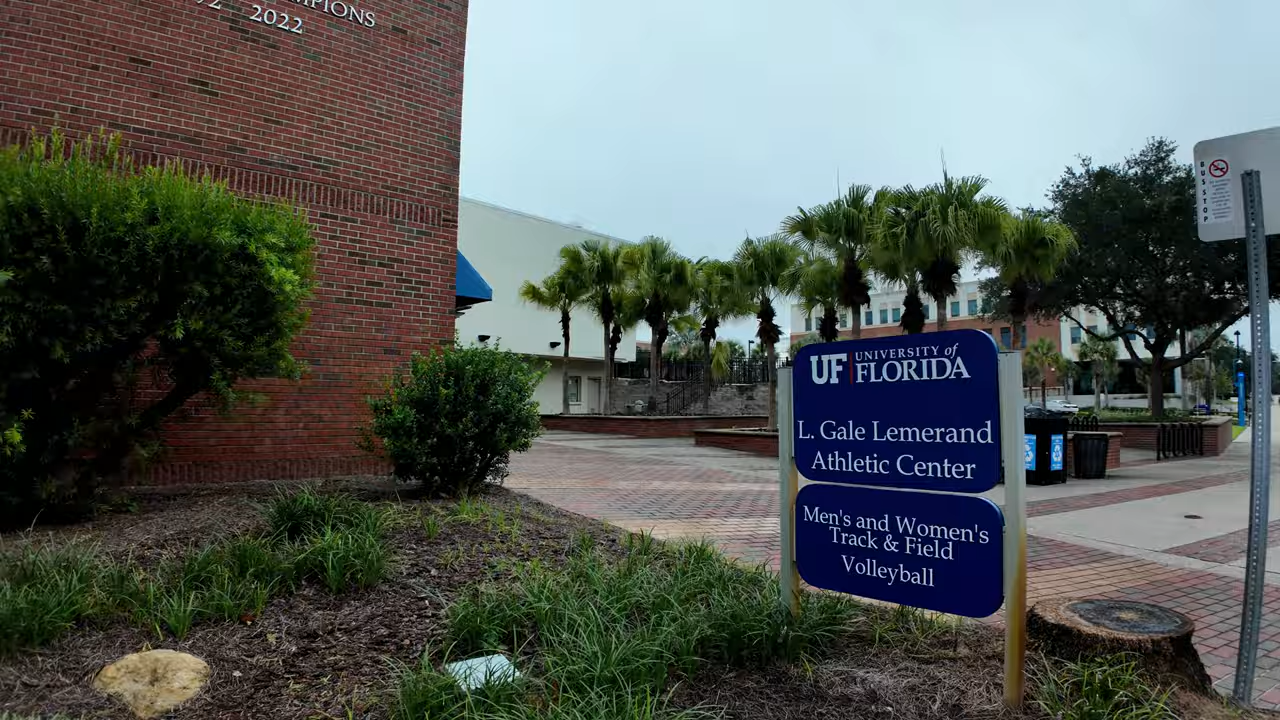 2022
UF UNIVERSITY of
FLORIDA
L. Gale Lemerand
Athletic Center
Men's and Women's
Track & Field
Volleyball
BUS STOP